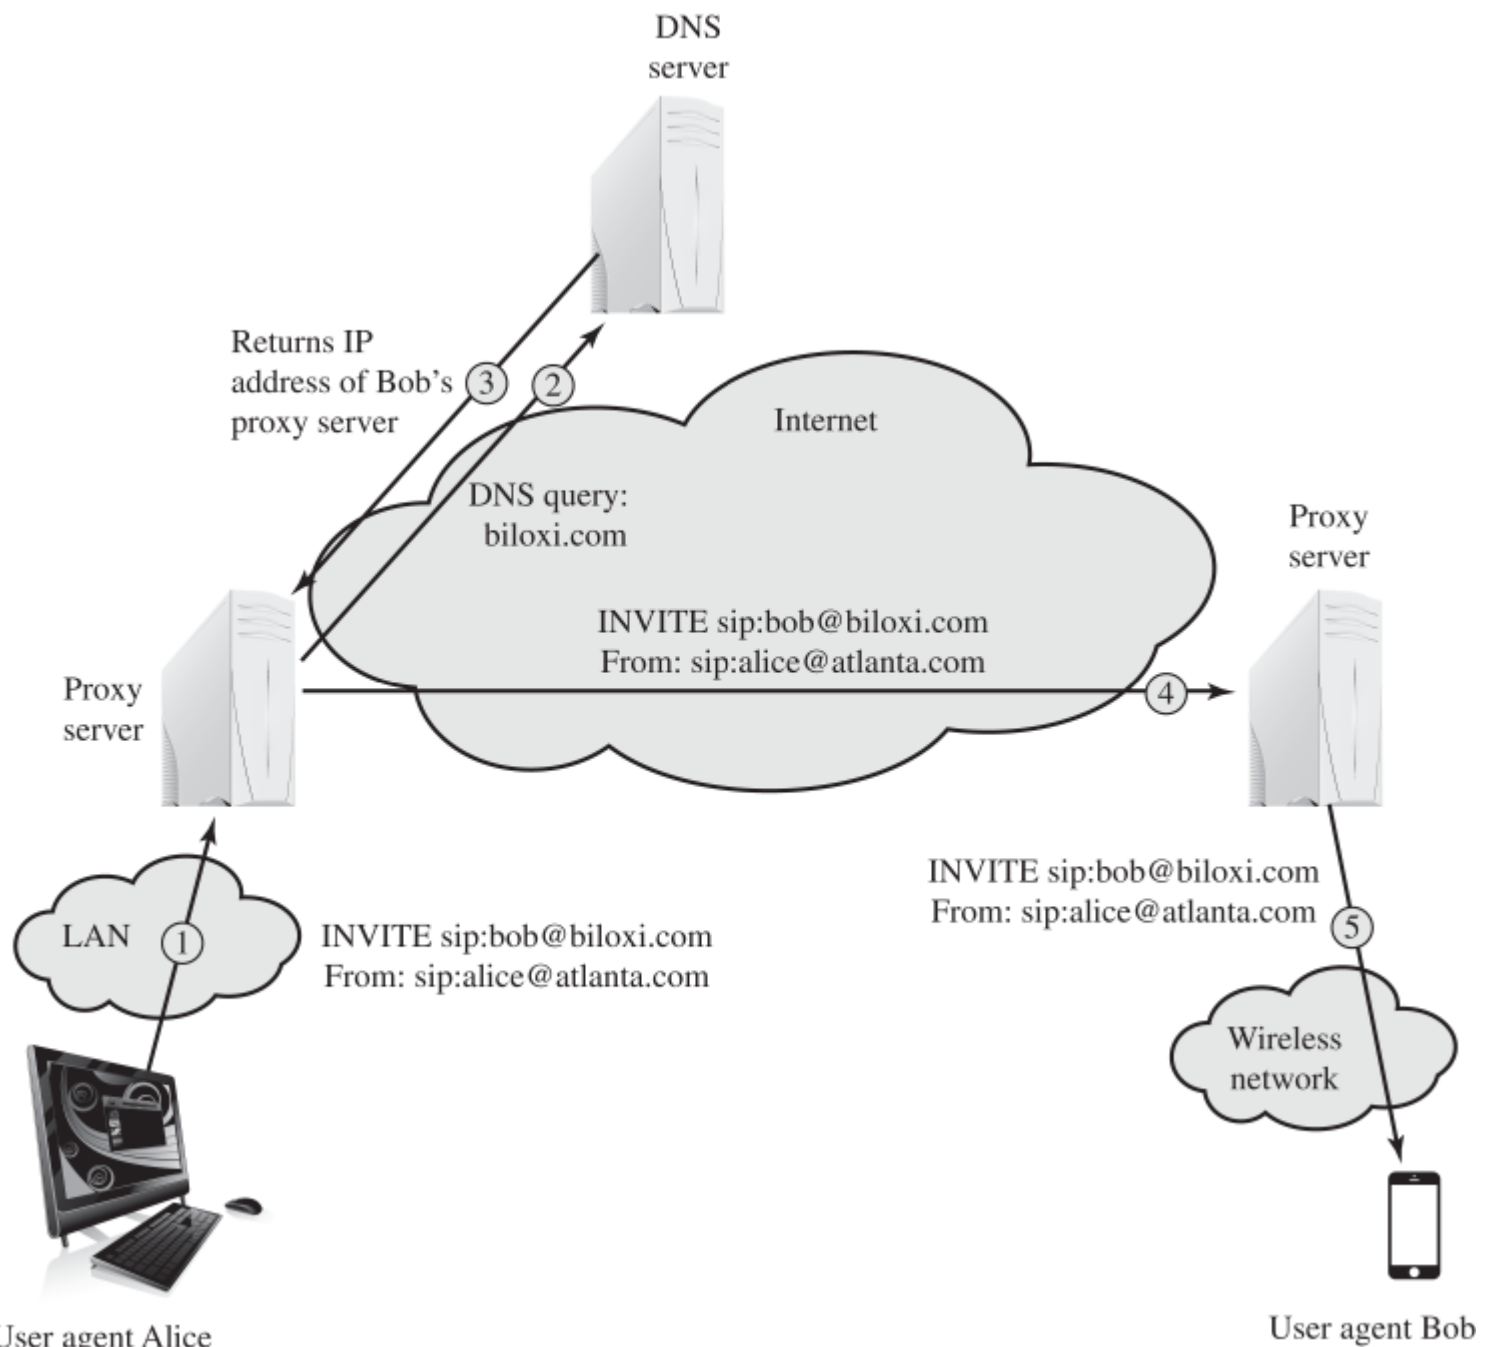 DNS
server
Returns IP
address of Bob's
proxy server
3
2
Internet
DNS query:
biloxi.com
Proxy
server
INVITE sip:bob@biloxi.com
From: sip:alice@atlanta.com
4
Proxy
server
LAN
1
INVITE sip:bob@biloxi.com
From: sip:alice@atlanta.com
INVITE sip:bob@biloxi.com
From: sip:alice@atlanta.com
5
Wireless
network
User agent Alice
User agent Bob